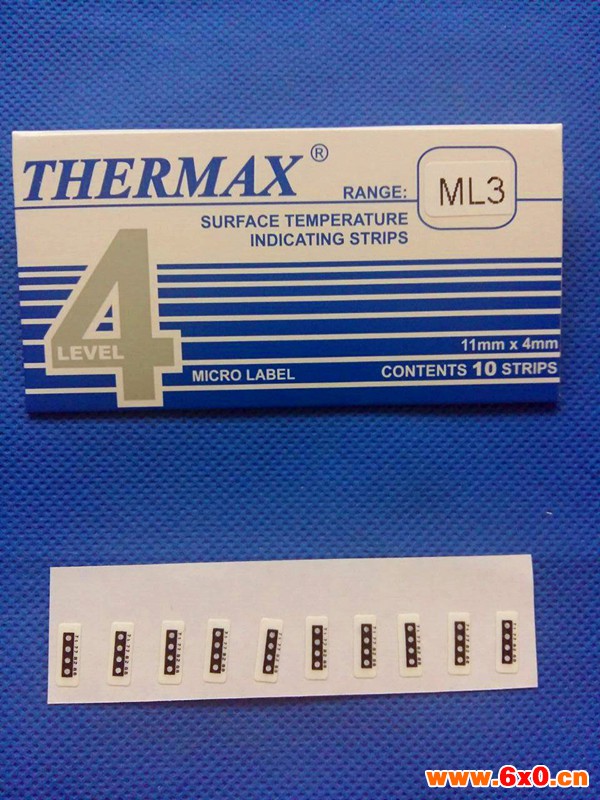 THERMAX®
RANGE: ML3
SURFACE TEMPERATURE
INDICATING STRIPS
4
LEVEL
11mm x 4mm
MICRO LABEL
CONTENTS 10 STRIPS
www.6x0.cn